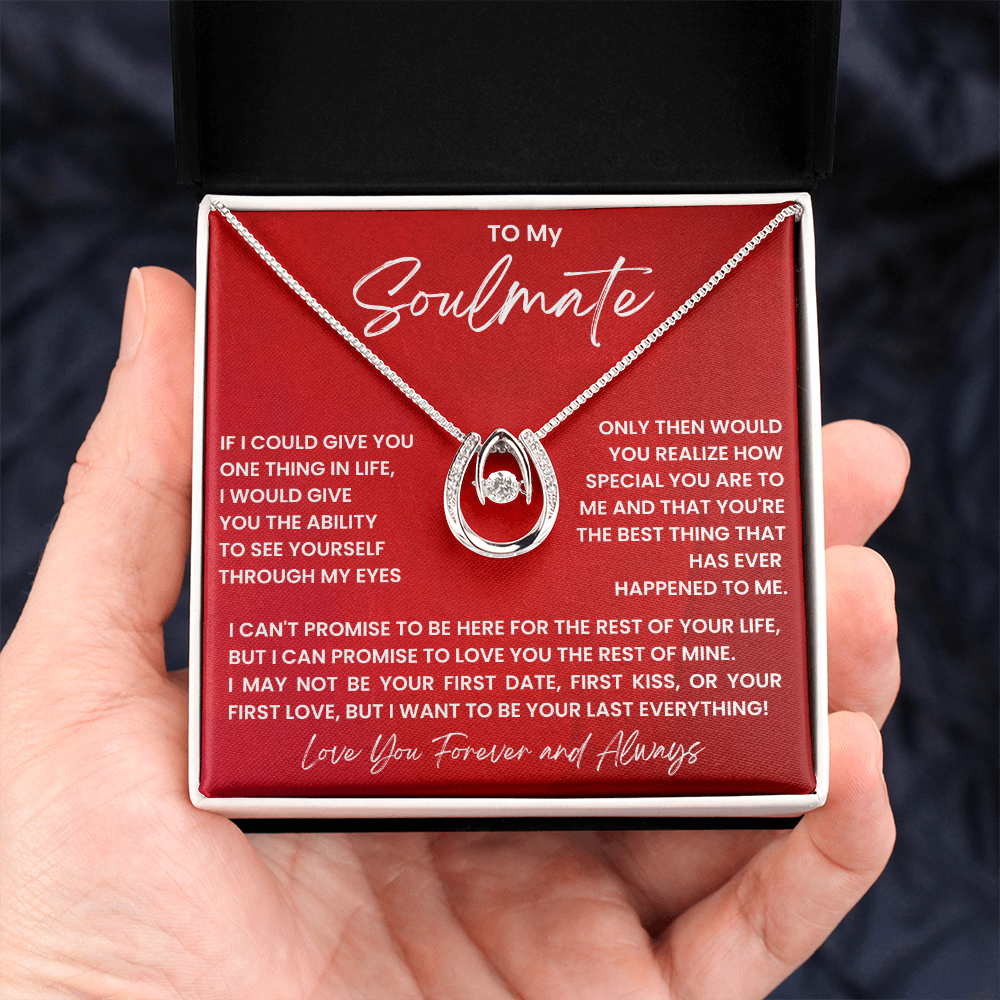 TO My
Soulmate
IF I COULD GIVE YOU
ONE THING IN LIFE,
I WOULD GIVE
YOU THE ABILITY
TO SEE YOURSELF
THROUGH MY EYES
ONLY THEN WOULD
YOU REALIZE HOW
SPECIAL YOU ARE TO
ME AND THAT YOU'RE
THE BEST THING THAT
HAS EVER
HAPPENED TO ME.
I CAN'T PROMISE TO BE HERE FOR THE REST OF YOUR LIFE,
BUT I CAN PROMISE TO LOVE YOU THE REST OF MINE.
I MAY NOT BE YOUR FIRST DATE, FIRST KISS, OR YOUR
FIRST LOVE, BUT I WANT TO BE YOUR LAST EVERYTHING!
Love You Forever and Always